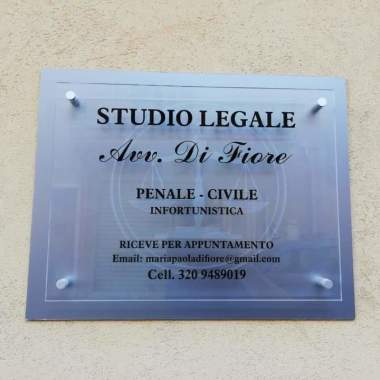 STUDIO LEGALE
Avv. Di Fiore
PENALE - CIVILE
INFORTUNISTICA
RICEVE PER APPUNTAMENTO
Email: mariapaoladifiore@gmail.com
Cell. 320 9489019